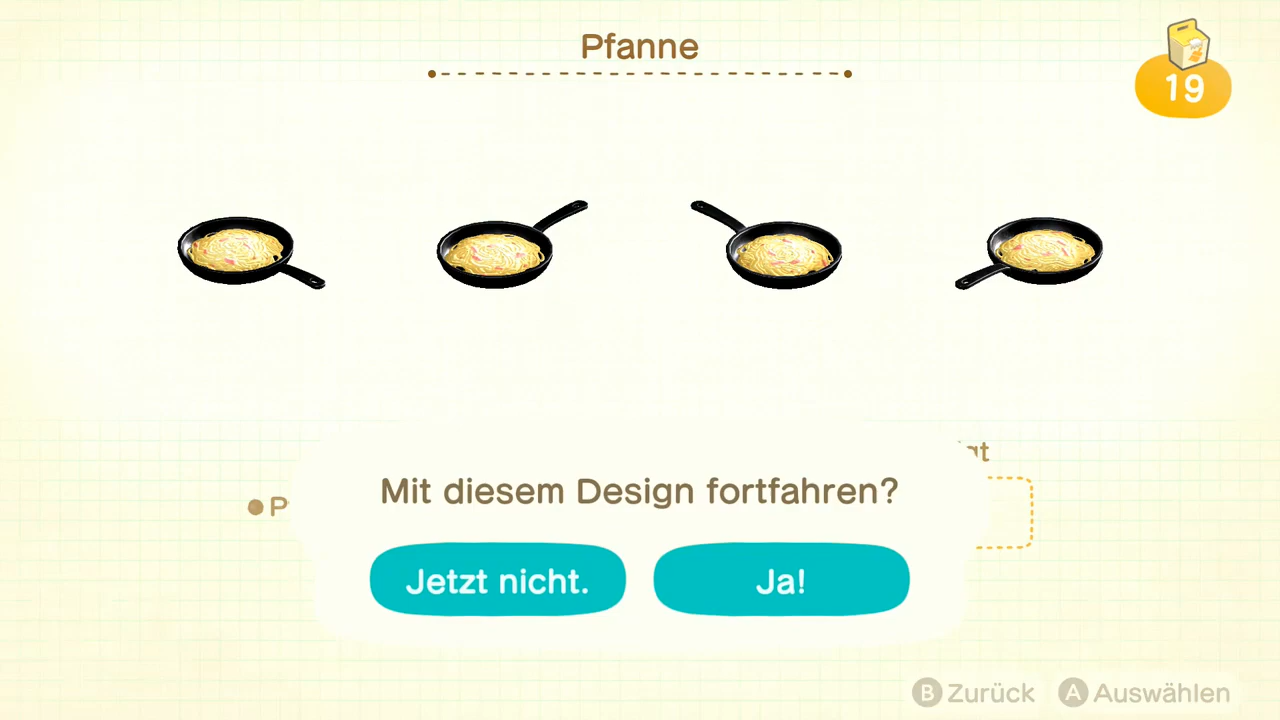 Pfanne
19
Mit diesem Design fortfahren?
Jetzt nicht.
Ja!
B Zurück
A Auswählen